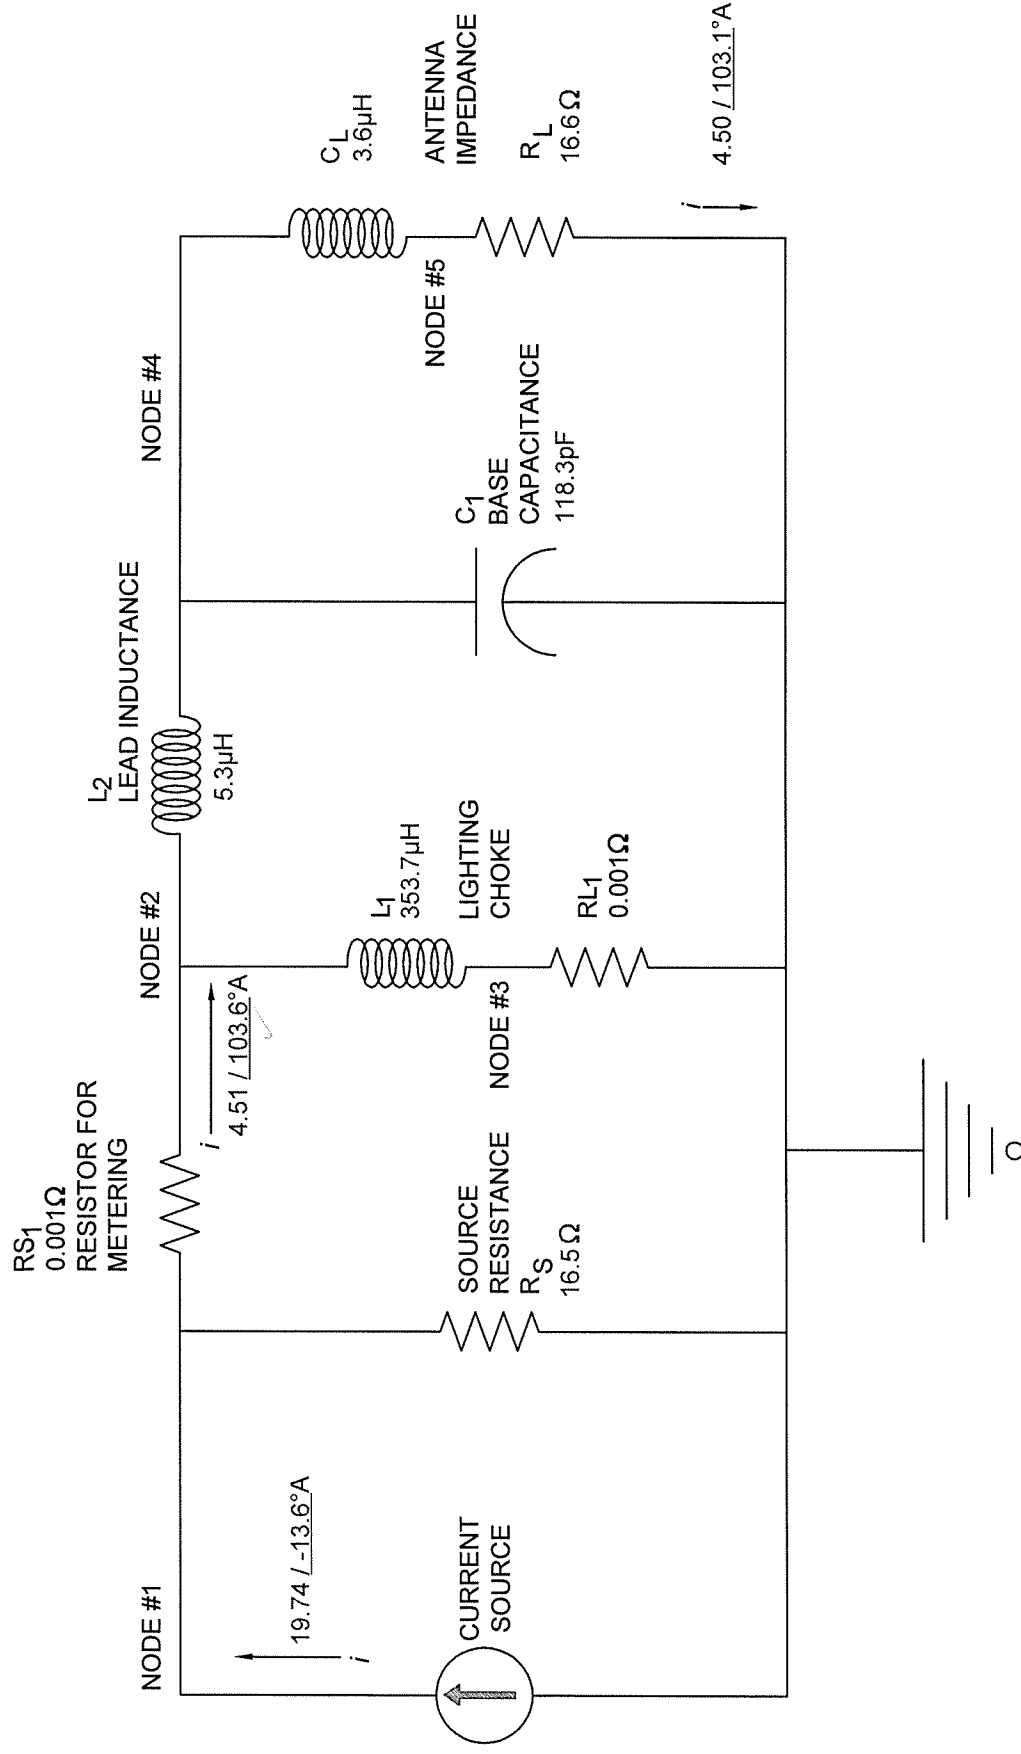 NODE #1
19.74 / -13.6°A
i
CURRENT
SOURCE
RS1
0.001Ω
RESISTOR FOR
METERING
i
4.51 / 103.6°A
SOURCE
RESISTANCE
RS
16.5Ω
NODE #2
L1
353.7µH
LIGHTING
CHOKE
NODE #3
RL1
0.001Ω
L2
LEAD INDUCTANCE
5.3µH
NODE #4
C1
BASE
CAPACITANCE
118.3pF
CL
3.6µH
ANTENNA
IMPEDANCE
NODE #5
RL
16.6Ω
i
4.50 / 103.1°A
O